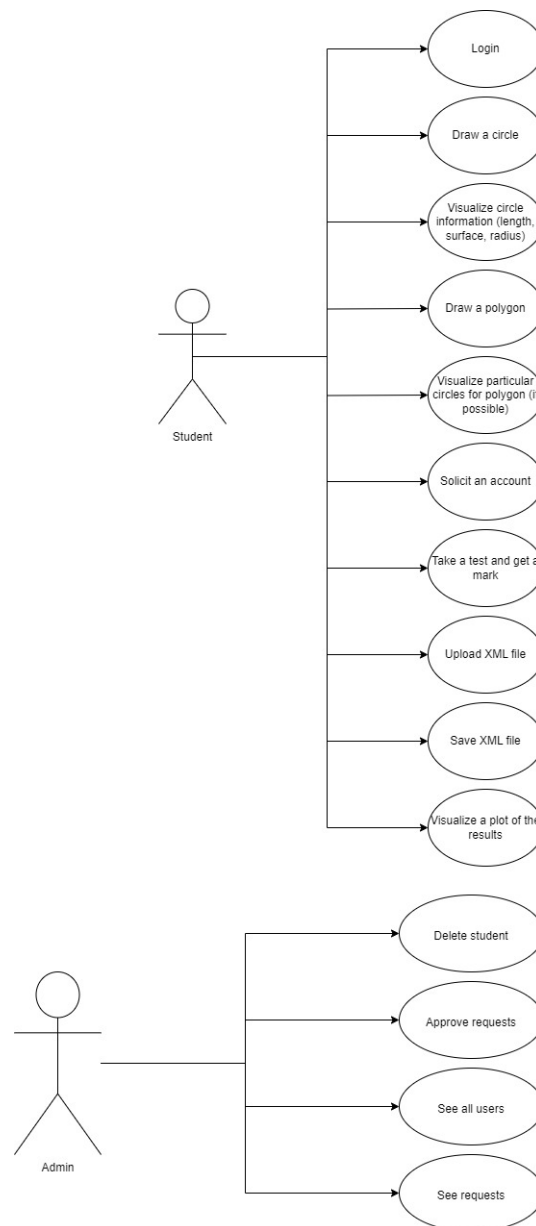 Login
Draw a circle
Visualize circle
information (length,
surface, radius)
Draw a polygon
Visualize particular
circles for polygon (if
possible)
Student
Solicit an account
Take a test and get a
mark
Upload XML file
Save XML file
Visualize a plot of the
results
Delete student
Approve requests
See all users
Admin
See requests